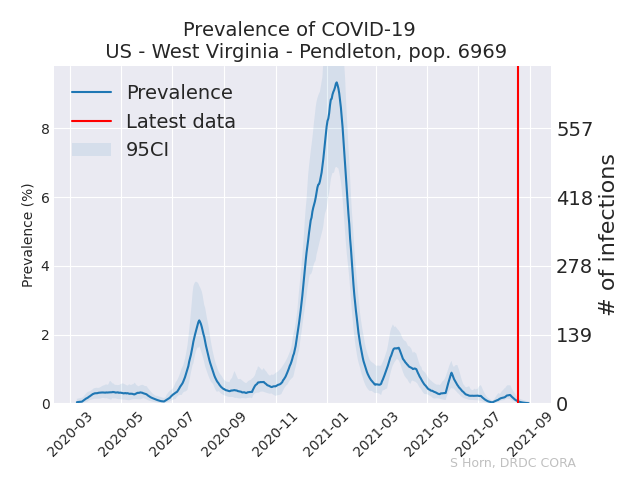 Prevalence of COVID-19
US - West Virginia - Pendleton, pop. 6969
Prevalence
Latest data
95CI
Prevalence (%)
8
6
4
2
0
557
418
278
139
0
# of infections
2020-03
2020-05
2020-07
2020-09
2020-11
2021-01
2021-03
2021-05
2021-07
2021-09
S Horn, DRDC CORA